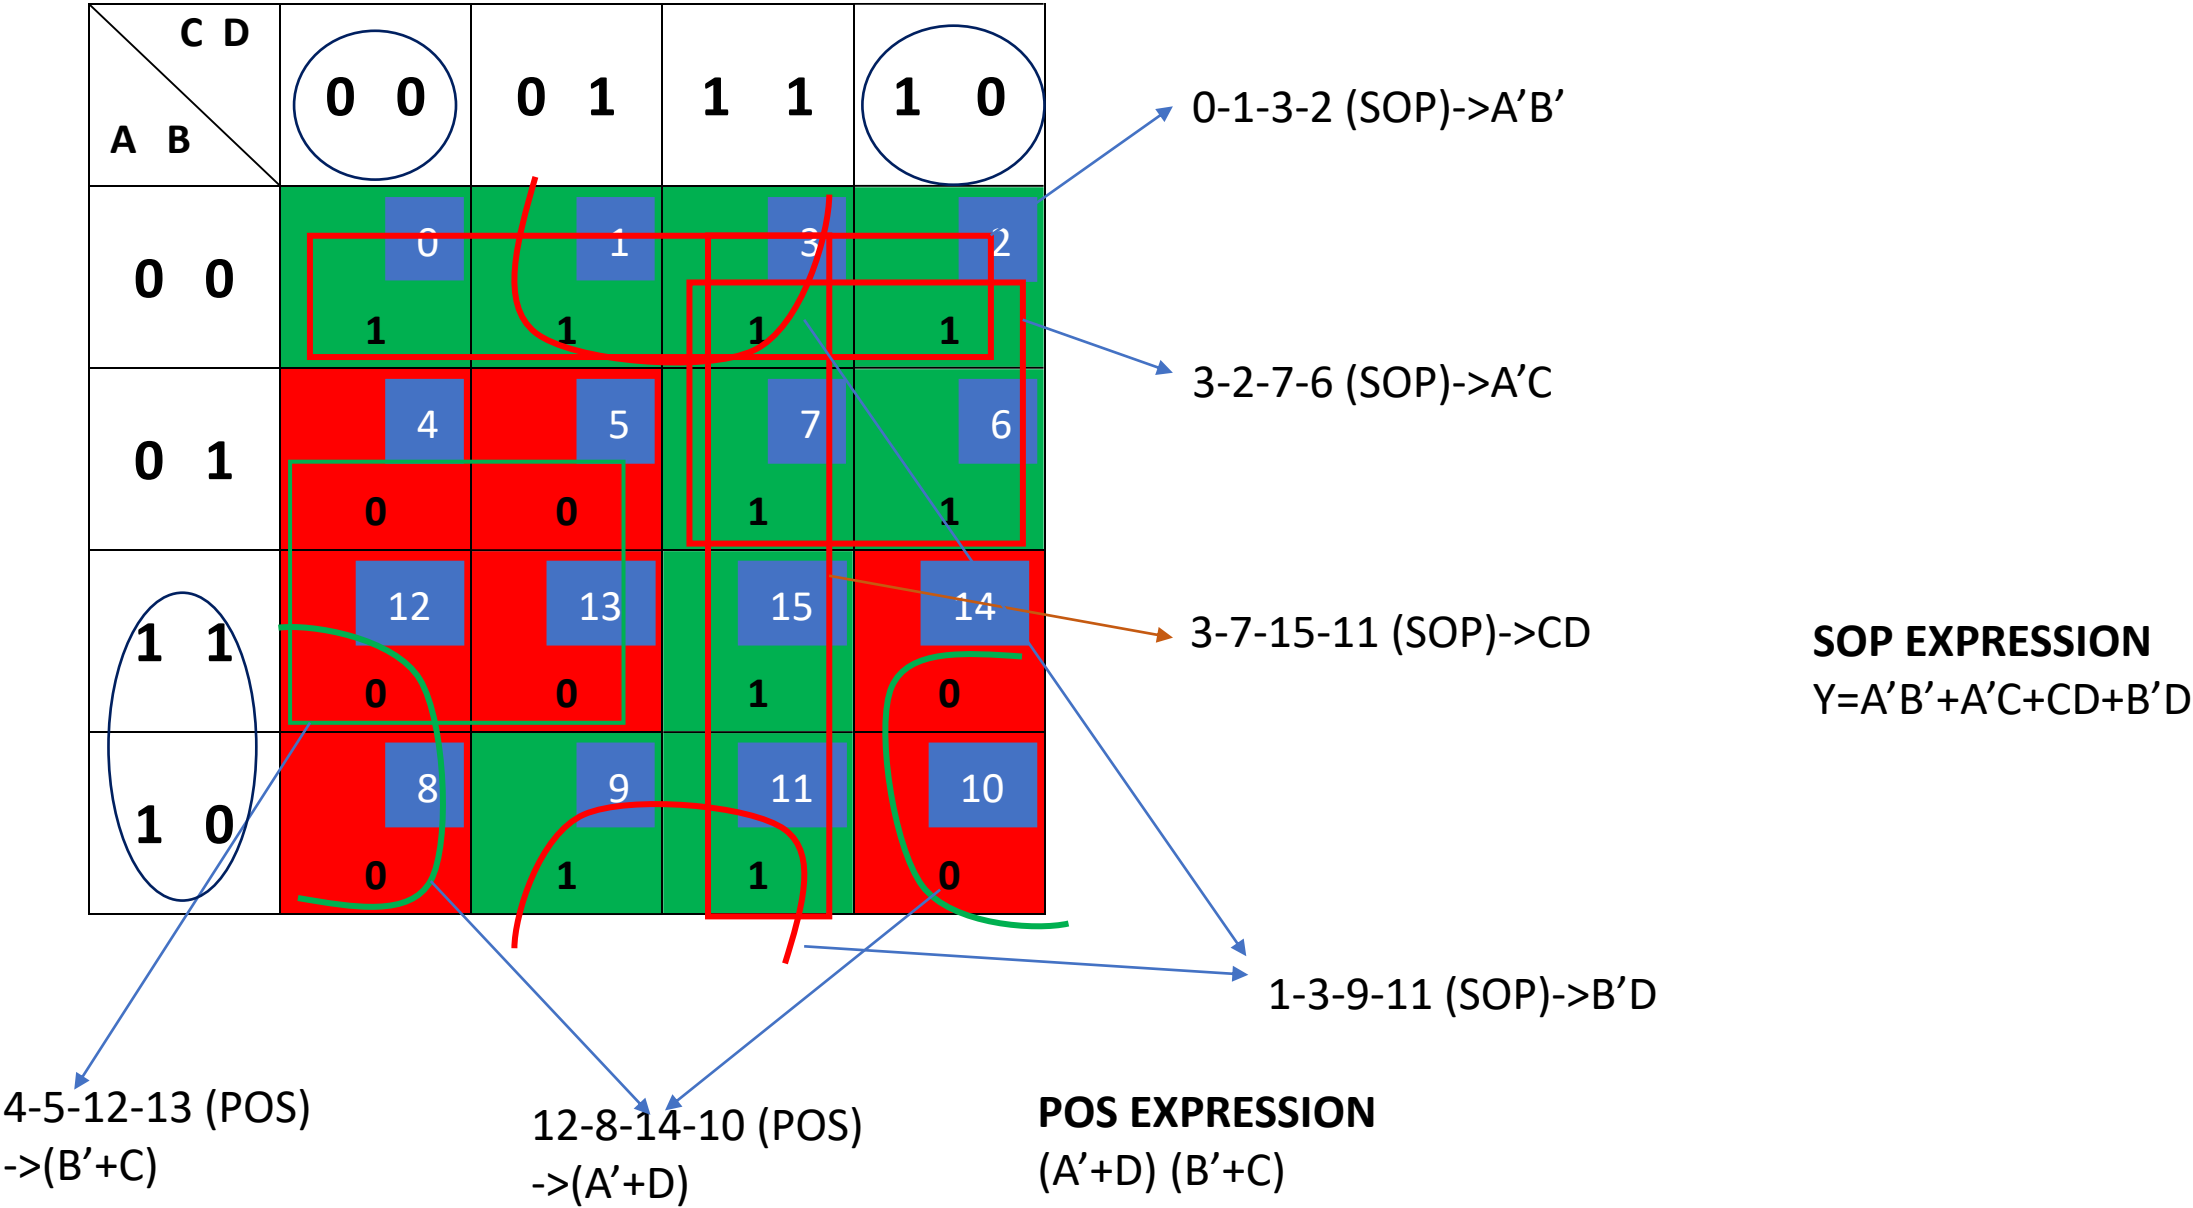 C D
A B
0 0 0 1 1 1 1 0
0 1 3 2
0 0
1 1 1 1
4 5 7 6
0 1
0 0 1 1
12 13 15 14
1 1
0 0 1 0
8 9 11 10
1 0
0 1 1 0
0-1-3-2 (SOP)->A’B’
3-2-7-6 (SOP)->A’C
3-7-15-11 (SOP)->CD
SOP EXPRESSION
Y=A’B’+A’C+CD+B’D
1-3-9-11 (SOP)->B’D
4-5-12-13 (POS)
->(B’+C)
12-8-14-10 (POS)
->(A’+D)
POS EXPRESSION
(A’+D) (B’+C)